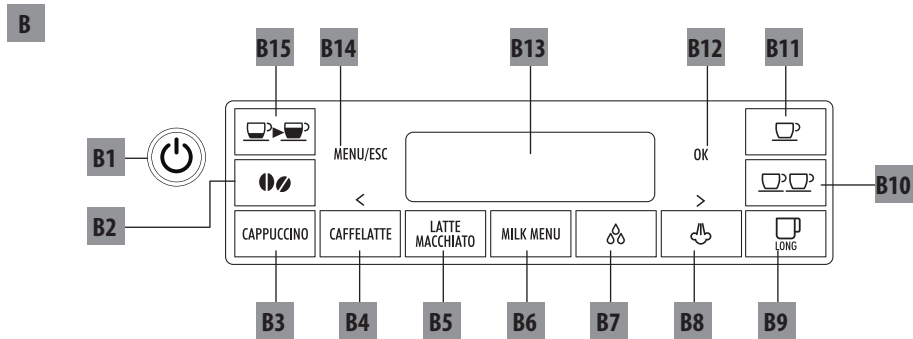 B
B15 B14 B13 B12 B11
B1
MENU/ESC OK
B10
< >
B2
CAPPUCCINO CAFFELATTE LATTE MACCHIATO MILK MENU LONG
B3 B4 B5 B6 B7 B8 B9